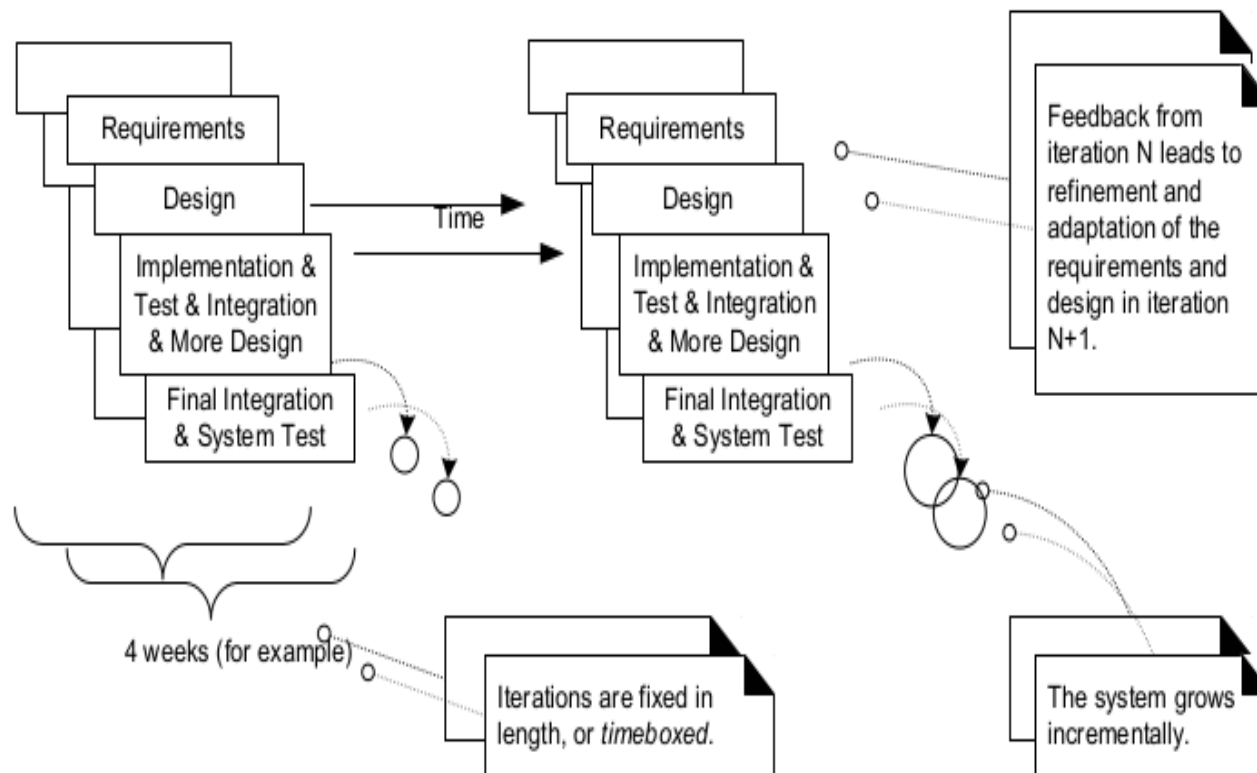 Requirements
Design
Implementation &
Test & Integration
& More Design
Final Integration
& System Test
Time
Requirements
Design
Implementation &
Test & Integration
& More Design
Final Integration
& System Test
Feedback from
iteration N leads to
refinement and
adaptation of the
requirements and
design in iteration
N+1.
4 weeks (for example)
Iterations are fixed in
length, or timeboxed.
The system grows
incrementally.